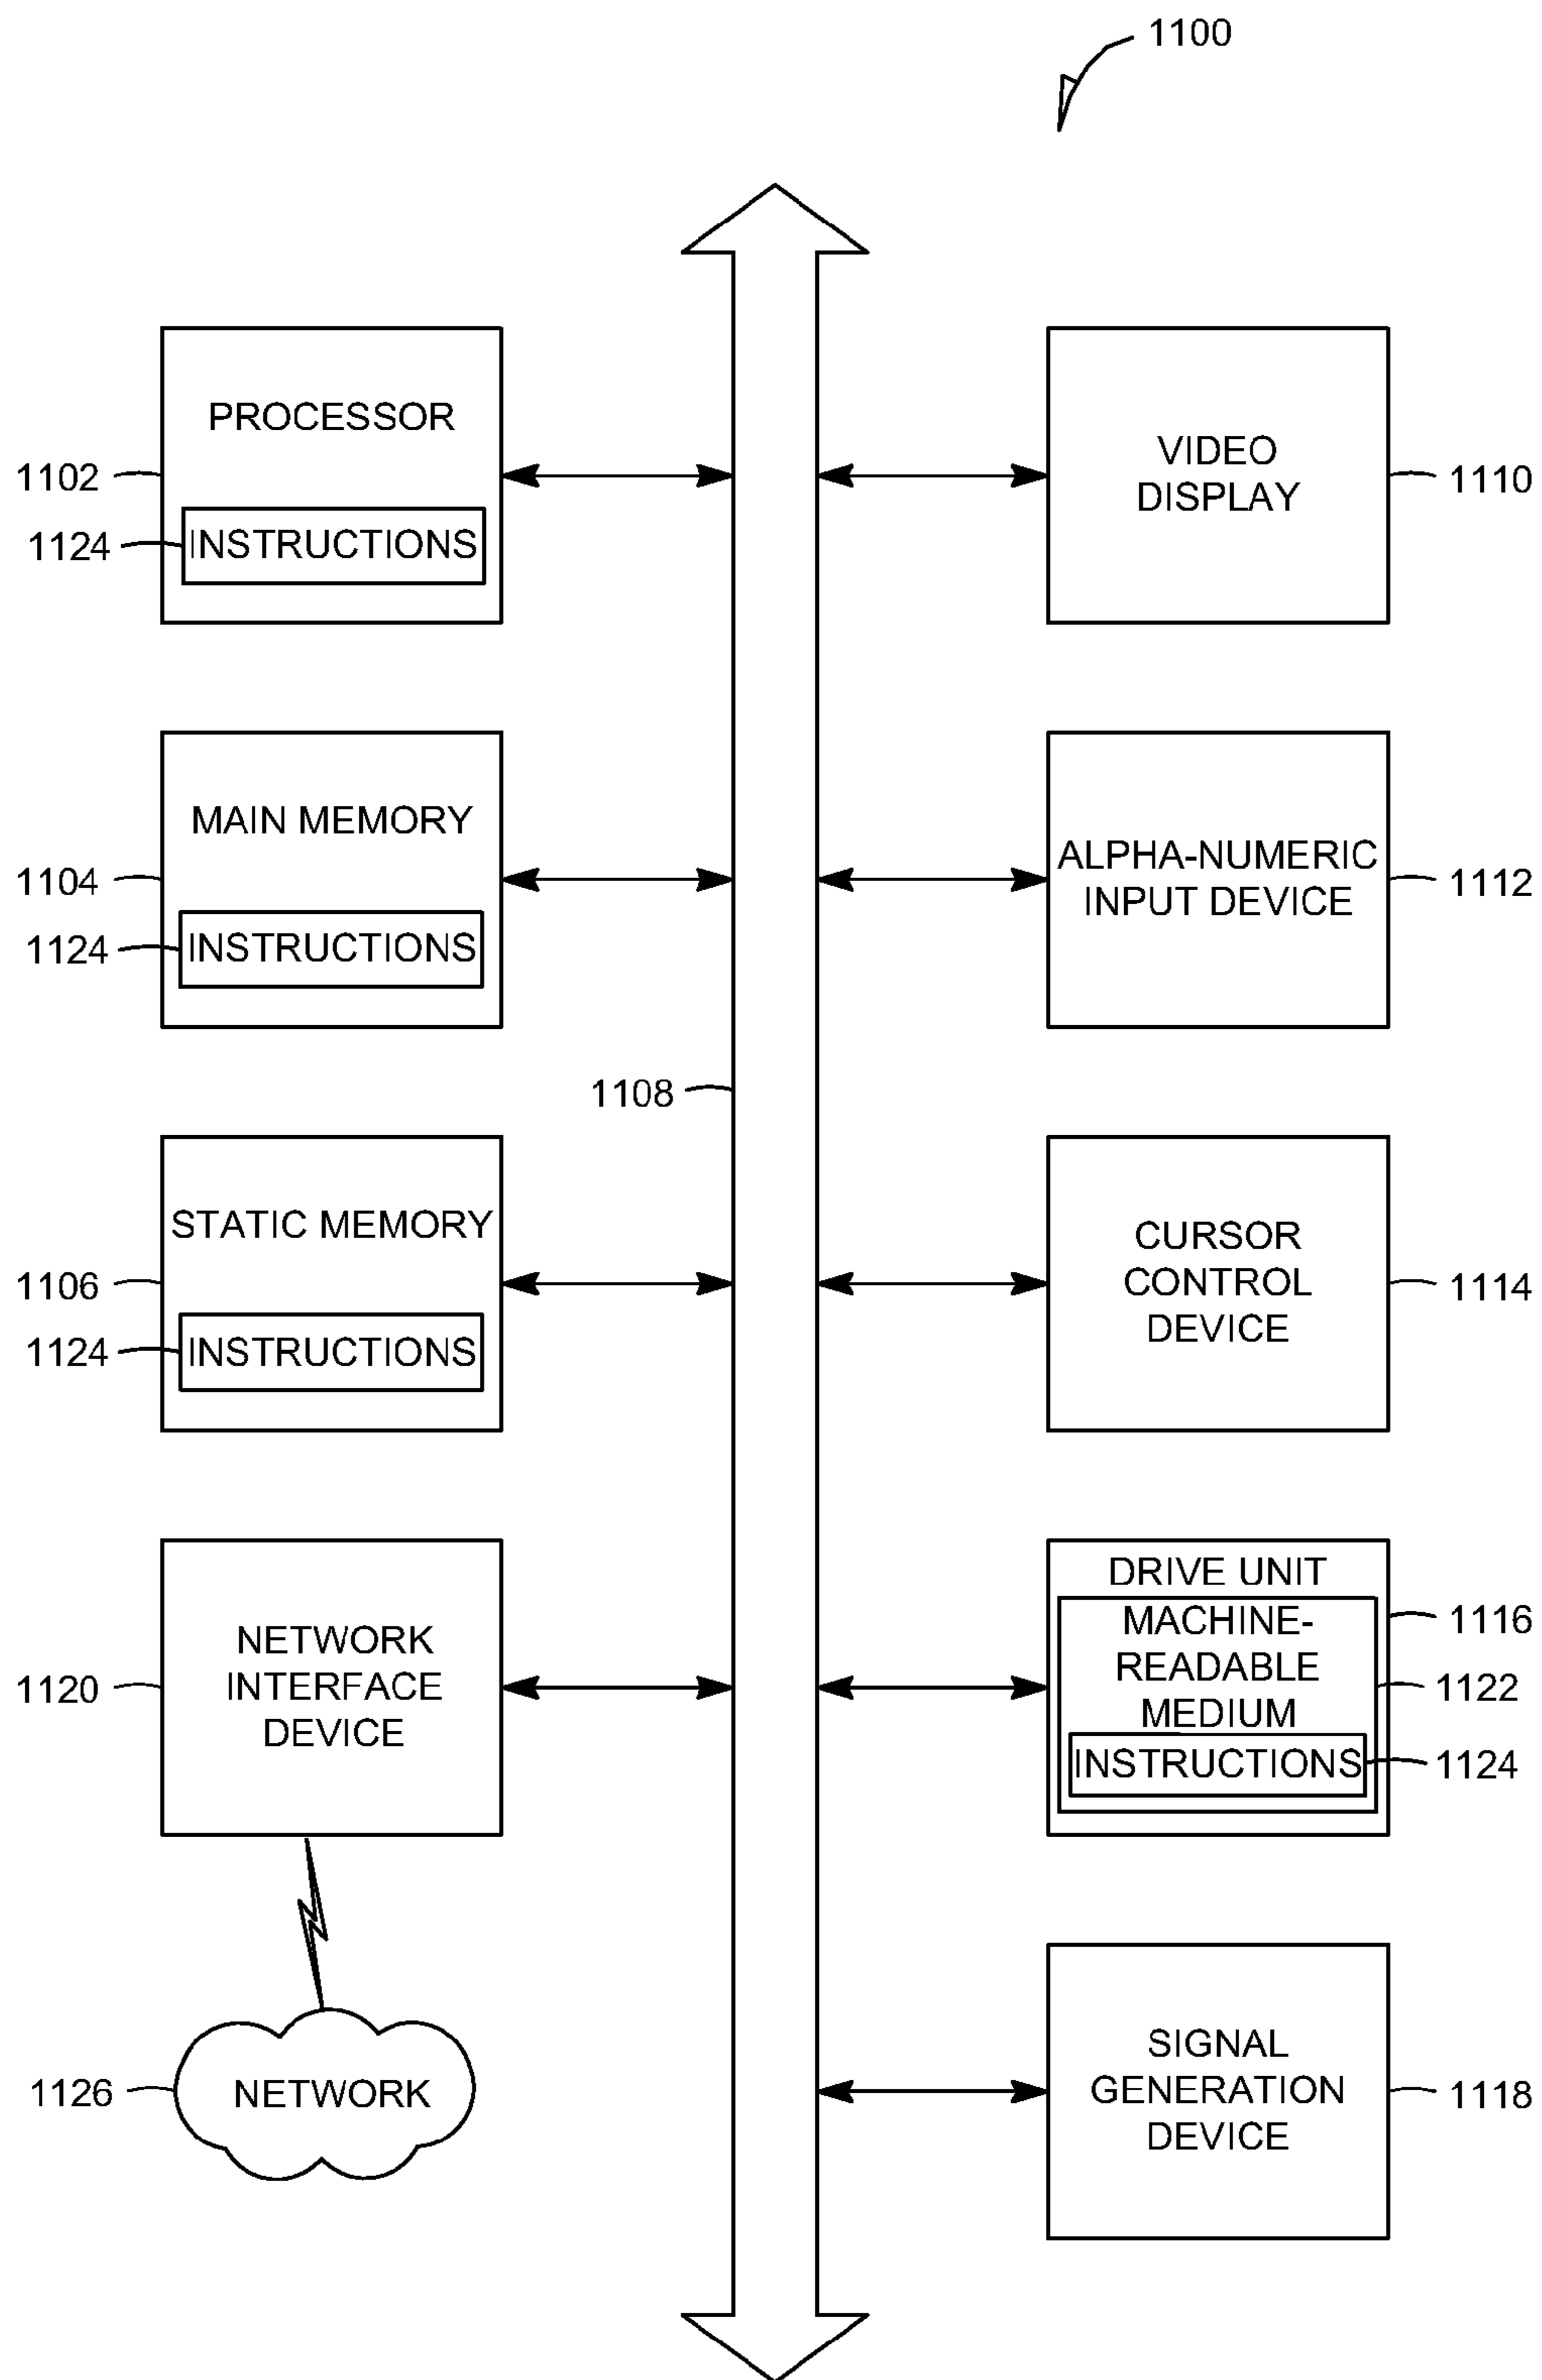 1100
PROCESSOR
1102
1124
INSTRUCTIONS
VIDEO
DISPLAY
1110
MAIN MEMORY
1104
1124
INSTRUCTIONS
ALPHA-NUMERIC
INPUT DEVICE
1112
1108
STATIC MEMORY
1106
1124
INSTRUCTIONS
CURSOR
CONTROL
DEVICE
1114
NETWORK
INTERFACE
DEVICE
1120
DRIVE UNIT
1116
MACHINE-
READABLE
MEDIUM
1122
INSTRUCTIONS
1124
1126
NETWORK
SIGNAL
GENERATION
DEVICE
1118